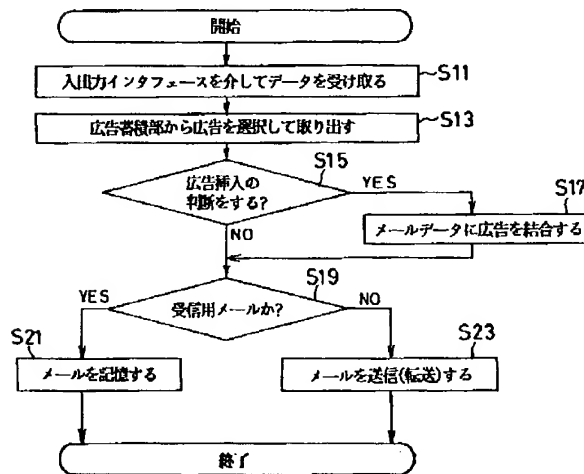 開始
入出力インタフェースを介してデータを受け取る
S11
広告蓄積部から広告を選択して取り出す
S13
S15
広告挿入の
判断をする?
YES
S17
メールデータに広告を結合する
NO
S19
受信用メールか?
YES
NO
S21
メールを記憶する
S23
メールを送信(転送)する
終了